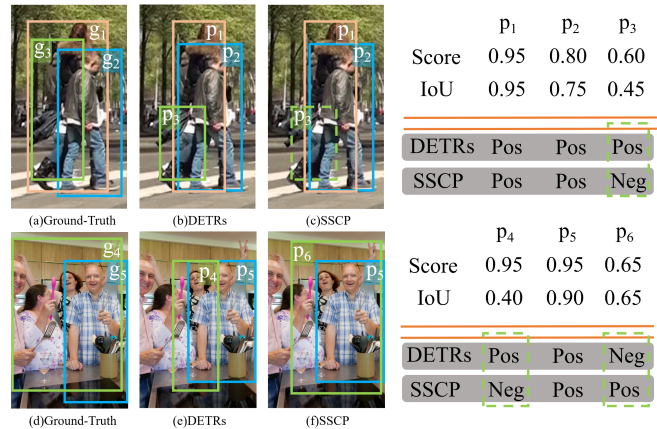 g₁
g₃
g₂
(a)Ground-Truth
p₁
p₂
p₃
(b)DETRs
p₁
p₂
p₃
(c)SSCP
p₁ p₂ p₃
Score 0.95 0.80 0.60
IoU 0.95 0.75 0.45
DETRs Pos Pos Pos
SSCP Pos Pos Neg
g₄
g₅
(d)Ground-Truth
p₄
p₅
(e)DETRs
p₆
p₅
(f)SSCP
p₄ p₅ p₆
Score 0.95 0.95 0.65
IoU 0.40 0.90 0.65
DETRs Pos Pos Neg
SSCP Neg Pos Pos